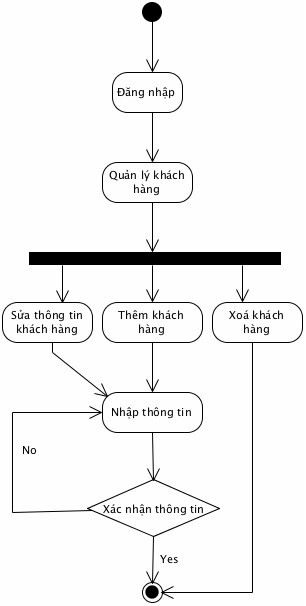 Đăng nhập
Quản lý khách
hàng
Sửa thông tin
khách hàng
Thêm khách
hàng
Xoá khách
hàng
Nhập thông tin
No
Xác nhận thông tin
Yes